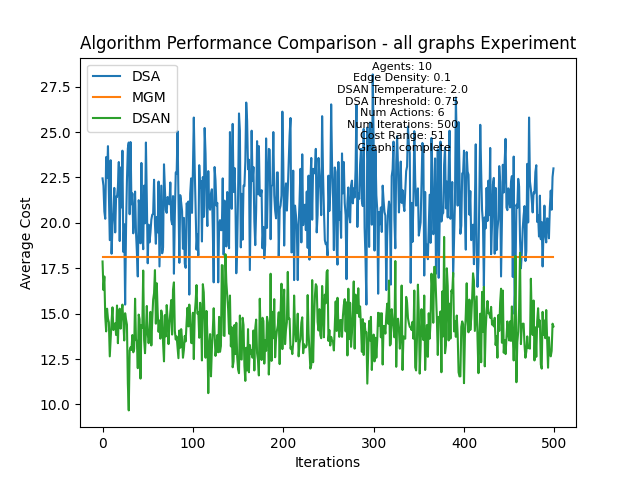 Algorithm Performance Comparison - all graphs Experiment
DSA
MGM
DSAN
Agents: 10
Edge Density: 0.1
DSAN Temperature: 2.0
DSA Threshold: 0.75
Num Actions: 6
Num Iterations: 500
Cost Range: 51
Graph: complete
Average Cost
27.5
25.0
22.5
20.0
17.5
15.0
12.5
10.0
0 100 200 300 400 500
Iterations